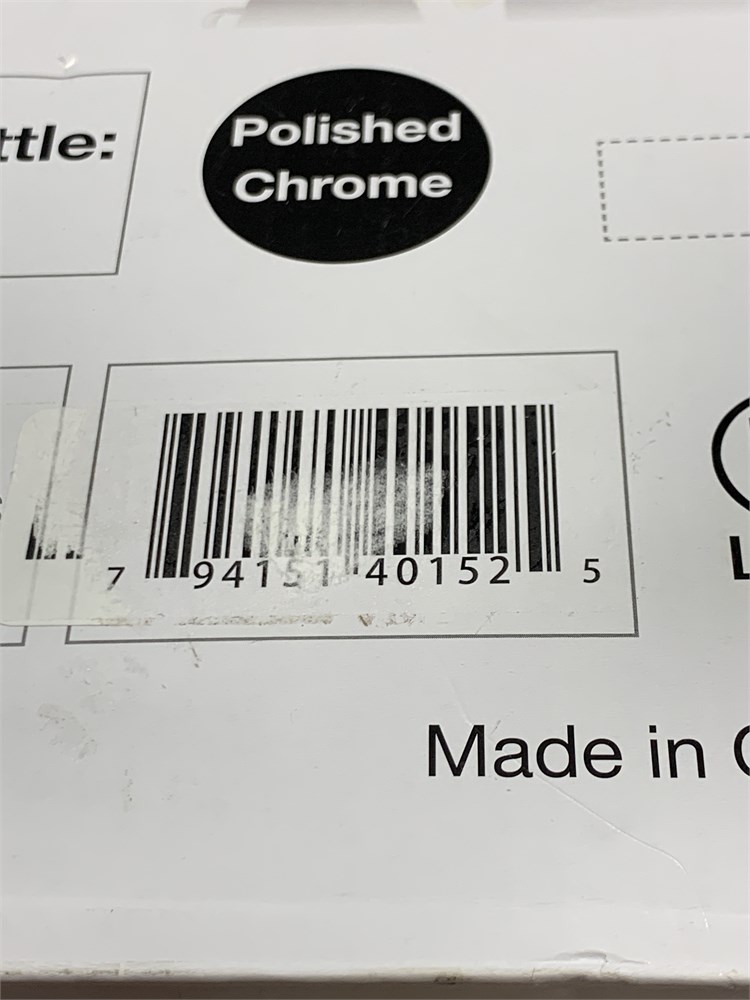 ttle:
Polished
Chrome
7 94151 40152 5
Made in